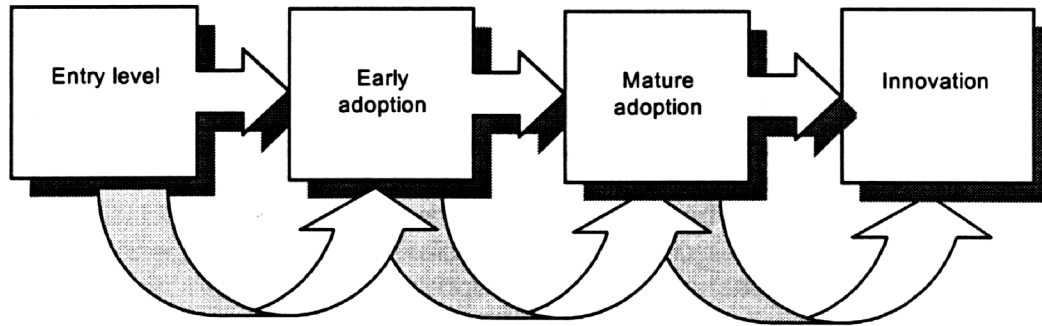 Entry level
Early
adoption
Mature
adoption
Innovation